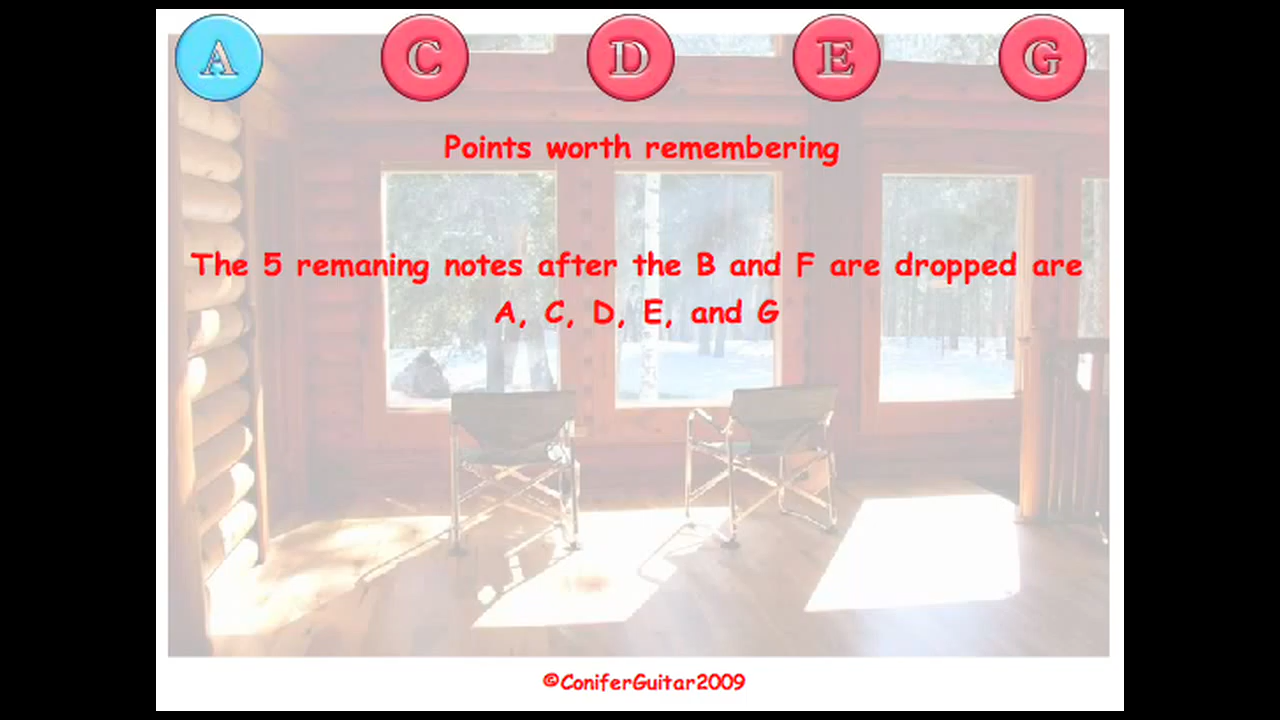 A C D E G
Points worth remembering
The 5 remaning notes after the B and F are dropped are
A, C, D, E, and G
©ConiferGuitar2009